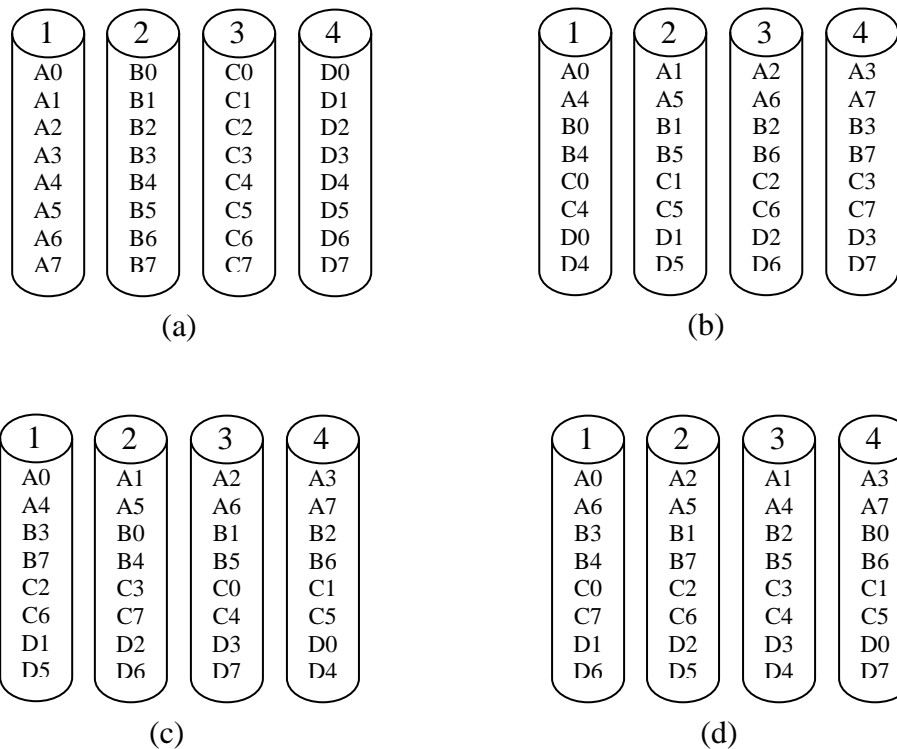 1 2 3 4
A0 B0 C0 D0
A1 B1 C1 D1
A2 B2 C2 D2
A3 B3 C3 D3
A4 B4 C4 D4
A5 B5 C5 D5
A6 B6 C6 D6
A7 B7 C7 D7
(a)
1 2 3 4
A0 A1 A2 A3
A4 A5 A6 A7
B0 B1 B2 B3
B4 B5 B6 B7
C0 C1 C2 C3
C4 C5 C6 C7
D0 D1 D2 D3
D4 D5 D6 D7
(b)
1 2 3 4
A0 A1 A2 A3
A4 A5 A6 A7
B3 B0 B1 B2
B7 B4 B5 B6
C2 C3 C0 C1
C6 C7 C4 C5
D1 D2 D3 D0
D5 D6 D7 D4
(c)
1 2 3 4
A0 A2 A1 A3
A6 A5 A4 A7
B3 B1 B2 B0
B4 B7 B5 B6
C0 C2 C3 C1
C7 C6 C4 C5
D1 D2 D3 D0
D6 D5 D4 D7
(d)